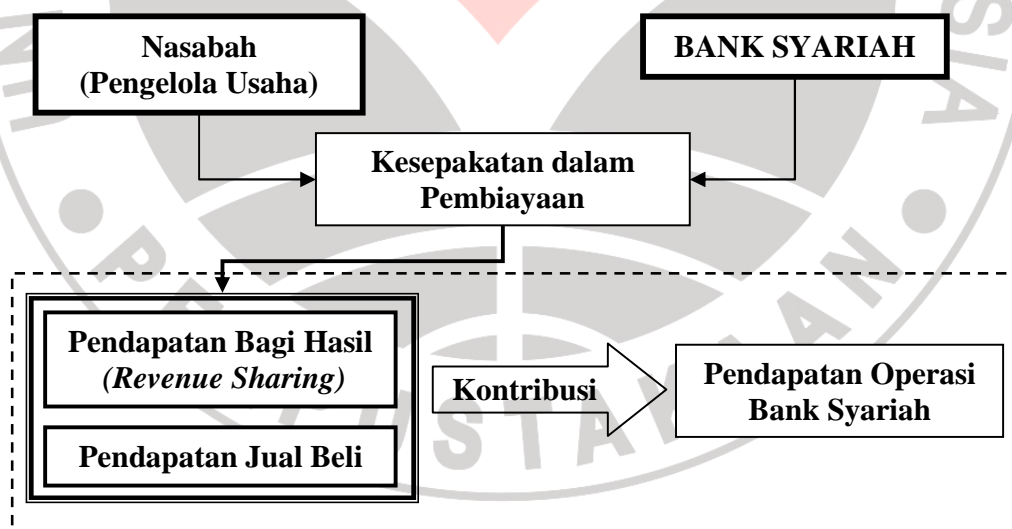 Nasabah
(Pengelola Usaha)
BANK SYARIAH
Kesepakatan dalam
Pembiayaan
Pendapatan Bagi Hasil
(Revenue Sharing)
Pendapatan Jual Beli
Kontribusi
Pendapatan Operasi
Bank Syariah